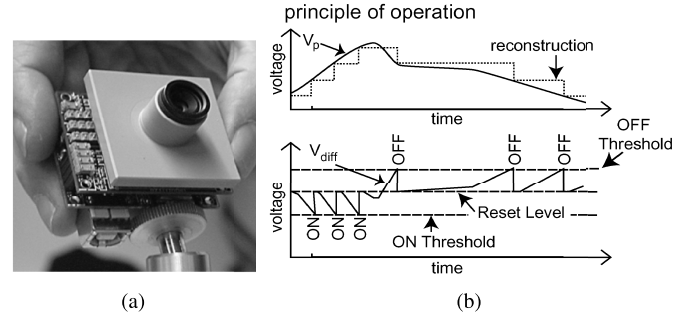 principle of operation
Vp
reconstruction
voltage
time
OFF
Threshold
Vdiff
OFF
OFF
OFF
voltage
Reset Level
ON
ON
ON
ON Threshold
time
(a)
(b)